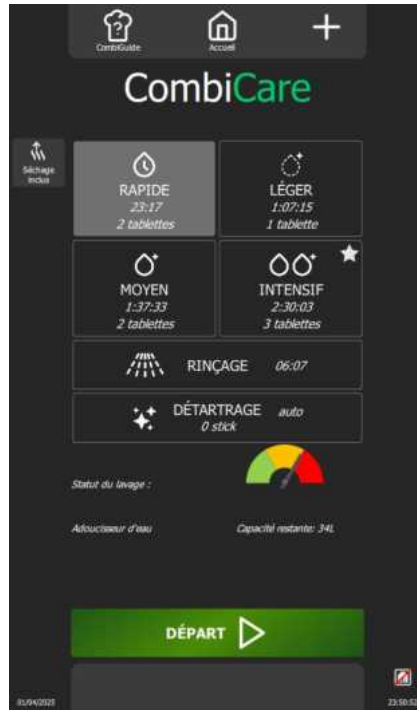 CombiGuide
Accueil
CombiCare
Séchage
inclus
RAPIDE
23:17
2 tablettes
LÉGER
1:07:15
1 tablette
MOYEN
1:37:33
2 tablettes
INTENSIF
2:30:03
3 tablettes
RINÇAGE 06:07
DÉTARTRAGE auto
0 stick
Statut du lavage :
Adoucisseur d'eau Capacité restante: 34L
DÉPART
01/04/2025 23:50:52